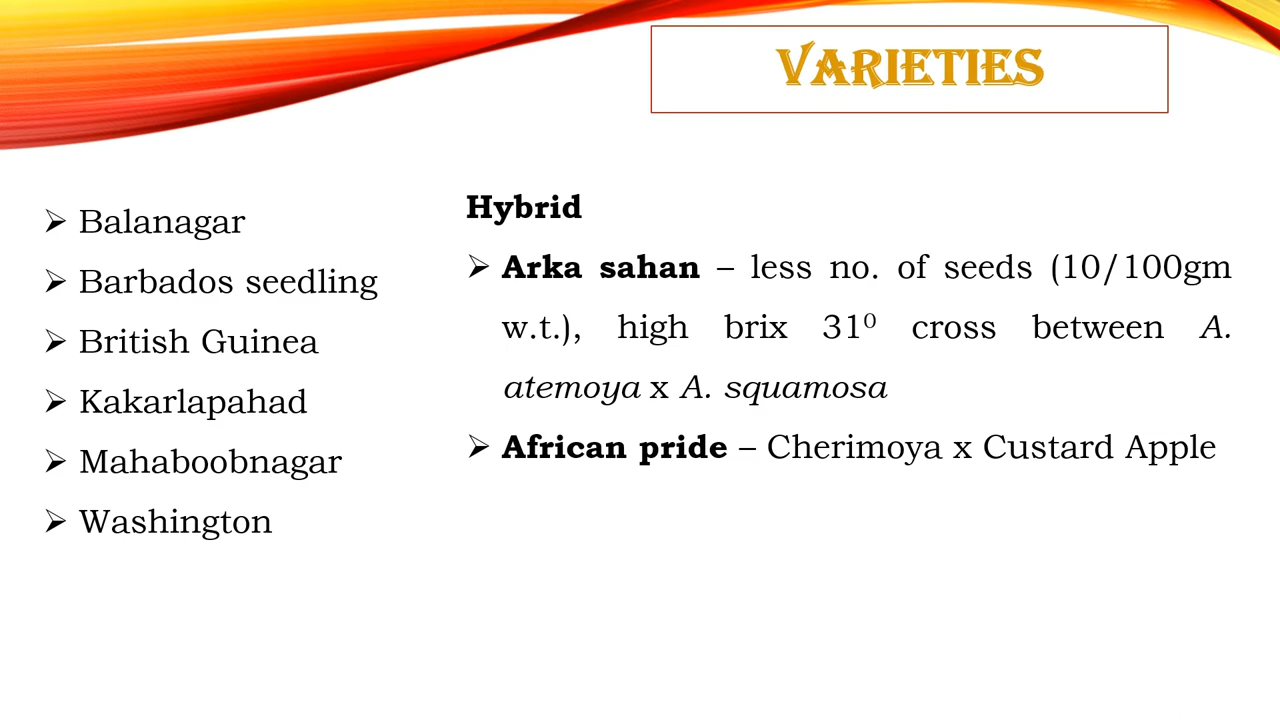 VARIETIES
➢ Balanagar
➢ Barbados seedling
➢ British Guinea
➢ Kakarlapahad
➢ Mahaboobnagar
➢ Washington
Hybrid
➢ Arka sahan – less no. of seeds (10/100gm
w.t.), high brix 31⁰ cross between A.
atemoya x A. squamosa
➢ African pride – Cherimoya x Custard Apple